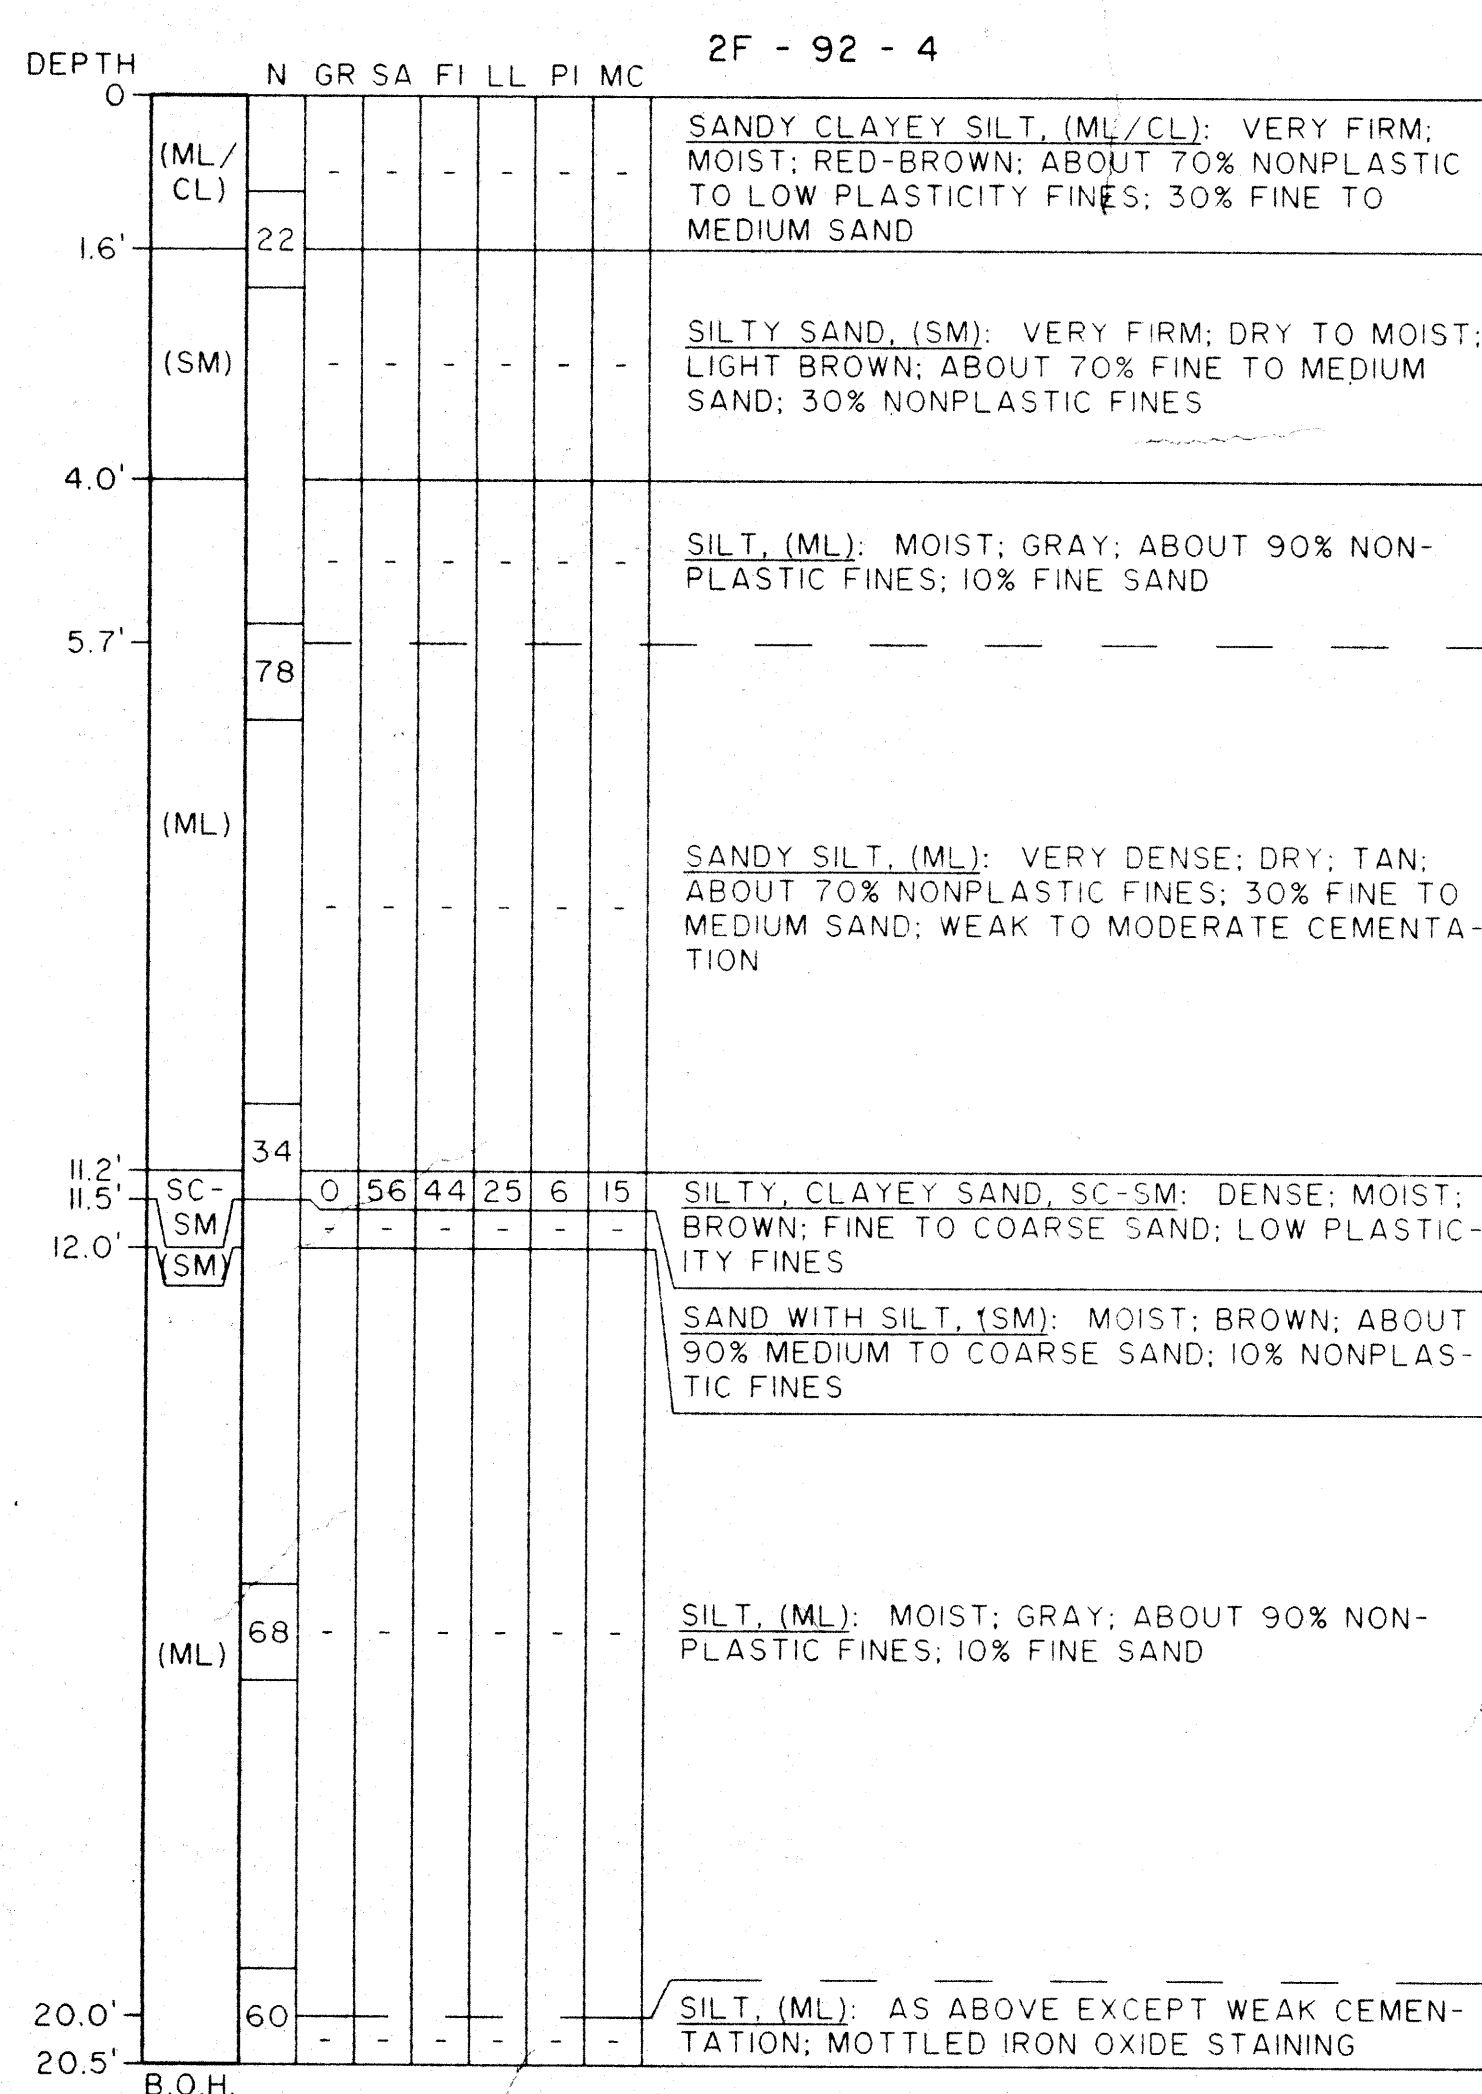 2F - 92 - 4
DEPTH N GR SA FI LL PI MC
0
(ML/
CL)
- - - - - -
SANDY CLAYEY SILT, (ML/CL): VERY FIRM;
MOIST; RED-BROWN; ABOUT 70% NONPLASTIC
TO LOW PLASTICITY FINES; 30% FINE TO
MEDIUM SAND
22
1.6'
(SM)
- - - - - -
SILTY SAND, (SM): VERY FIRM; DRY TO MOIST;
LIGHT BROWN; ABOUT 70% FINE TO MEDIUM
SAND; 30% NONPLASTIC FINES
4.0'
- - - - - -
SILT, (ML): MOIST; GRAY; ABOUT 90% NON-
PLASTIC FINES; 10% FINE SAND
5.7'
78
(ML)
- - - - - -
SANDY SILT, (ML): VERY DENSE; DRY; TAN;
ABOUT 70% NONPLASTIC FINES; 30% FINE TO
MEDIUM SAND; WEAK TO MODERATE CEMENTA-
TION
34
11.2'
11.5'
SC-
SM
0 56 44 25 6 15
SILTY, CLAYEY SAND, SC-SM: DENSE; MOIST;
BROWN; FINE TO COARSE SAND; LOW PLASTIC-
ITY FINES
- - - - - -
12.0'
(SM)
SAND WITH SILT, (SM): MOIST; BROWN; ABOUT
90% MEDIUM TO COARSE SAND; 10% NONPLAS-
TIC FINES
68
(ML)
- - - - - -
SILT, (ML): MOIST; GRAY; ABOUT 90% NON-
PLASTIC FINES; 10% FINE SAND
20.0'
60
- - - - - -
SILT, (ML): AS ABOVE EXCEPT WEAK CEMEN-
TATION; MOTTLED IRON OXIDE STAINING
20.5'
B.O.H.